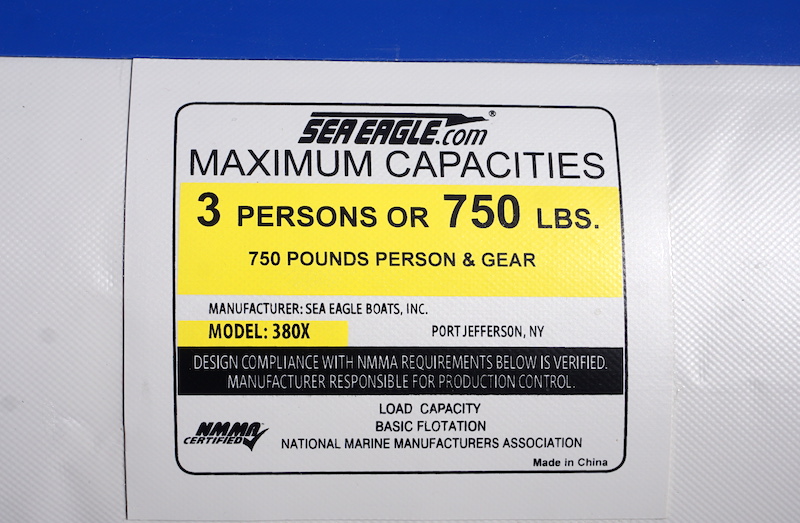 SEA EAGLE.com®
MAXIMUM CAPACITIES
3 PERSONS OR 750 LBS.
750 POUNDS PERSON & GEAR
MANUFACTURER: SEA EAGLE BOATS, INC.
MODEL: 380X PORT JEFFERSON, NY
DESIGN COMPLIANCE WITH NMMA REQUIREMENTS BELOW IS VERIFIED.
MANUFACTURER RESPONSIBLE FOR PRODUCTION CONTROL.
LOAD CAPACITY
BASIC FLOTATION
NMMA
CERTIFIED
NATIONAL MARINE MANUFACTURERS ASSOCIATION
Made in China